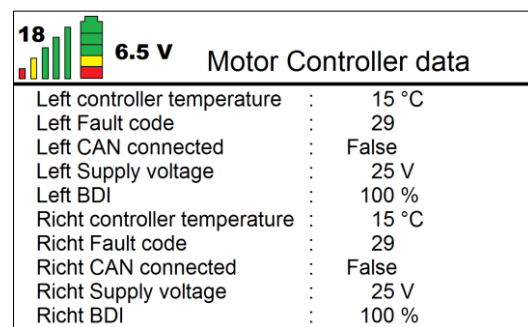 18
6.5 V
Motor Controller data
Left controller temperature : 15 °C
Left Fault code : 29
Left CAN connected : False
Left Supply voltage : 25 V
Left BDI : 100 %
Richt controller temperature : 15 °C
Richt Fault code : 29
Richt CAN connected : False
Richt Supply voltage : 25 V
Richt BDI : 100 %